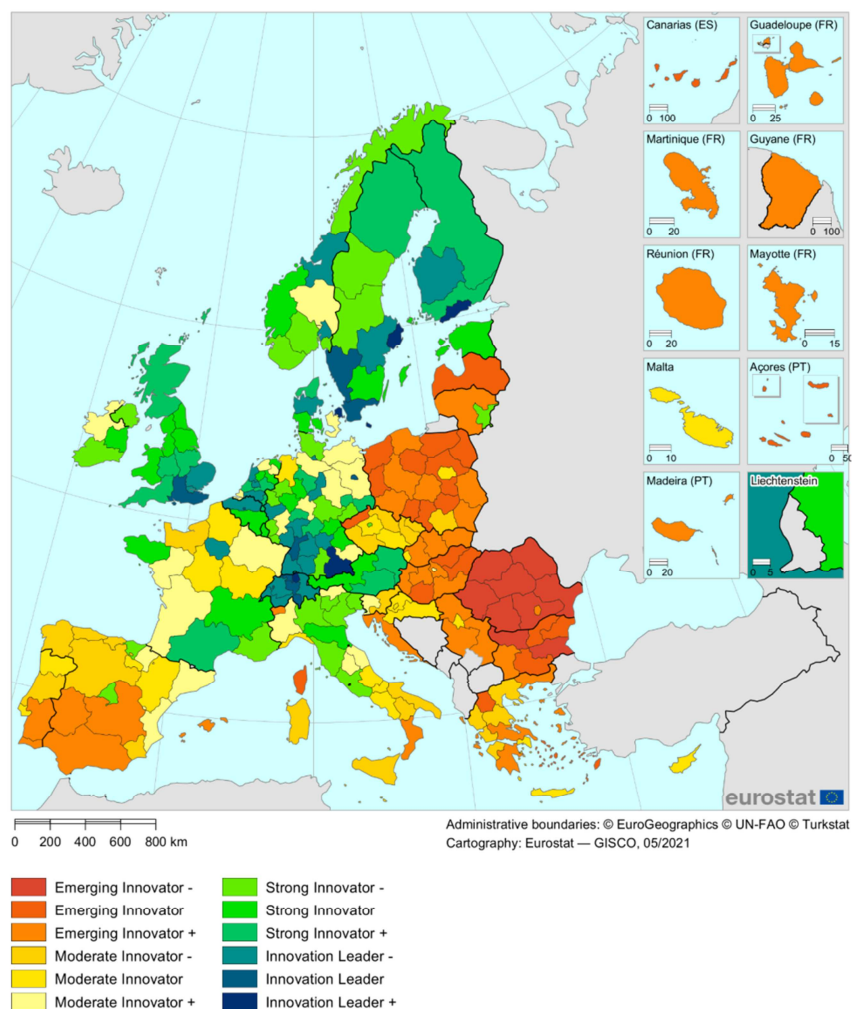 Canarias (ES)
0 100
Guadeloupe (FR)
0 25
Martinique (FR)
0 20
Guyane (FR)
0 100
Réunion (FR)
0 20
Mayotte (FR)
0 15
Malta
0 10
Açores (PT)
0 50
Madeira (PT)
0 20
Liechtenstein
0 5
eurostat
0 200 400 600 800 km
Administrative boundaries: © EuroGeographics © UN-FAO © Turkstat
Cartography: Eurostat — GISCO, 05/2021
Emerging Innovator -
Emerging Innovator
Emerging Innovator +
Moderate Innovator -
Moderate Innovator
Moderate Innovator +
Strong Innovator -
Strong Innovator
Strong Innovator +
Innovation Leader -
Innovation Leader
Innovation Leader +